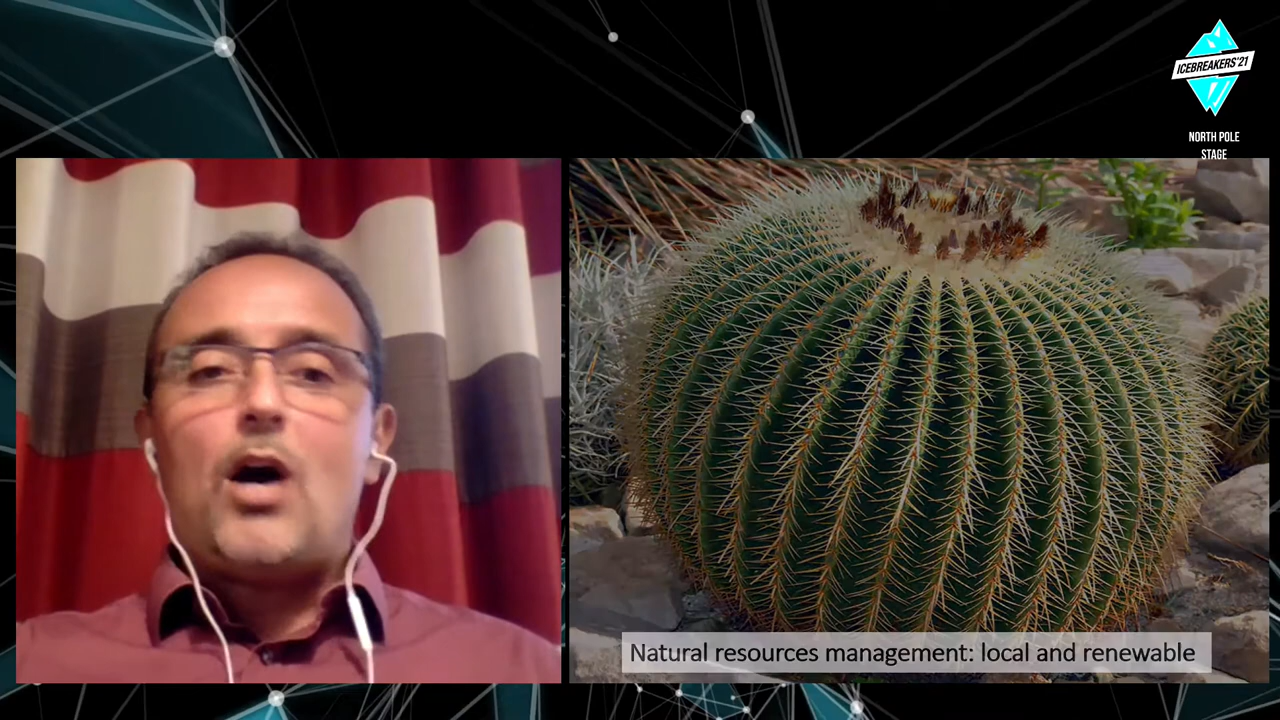 ICEBREAKERS'21
NORTH POLE
STAGE
Natural resources management: local and renewable